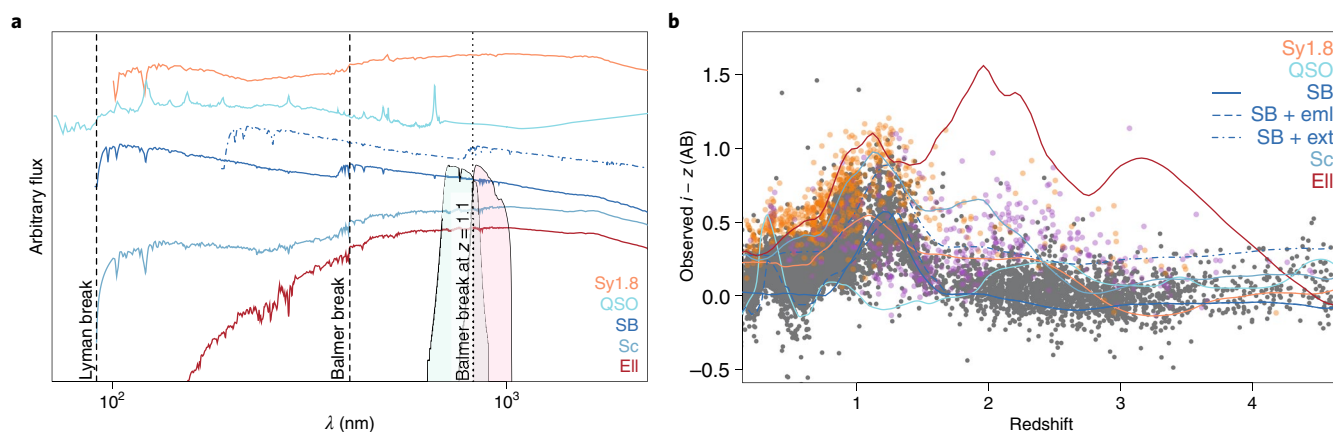 a
Arbitrary flux
Lyman break
Balmer break
Balmer break at z = 1.1
Sy1.8
QSO
SB
Sc
Ell
10²
10³
λ (nm)
b
Observed i – z (AB)
1.5
1.0
0.5
0.0
–0.5
Sy1.8
QSO
SB
SB + eml
SB + ext
Sc
Ell
1
2
3
4
Redshift